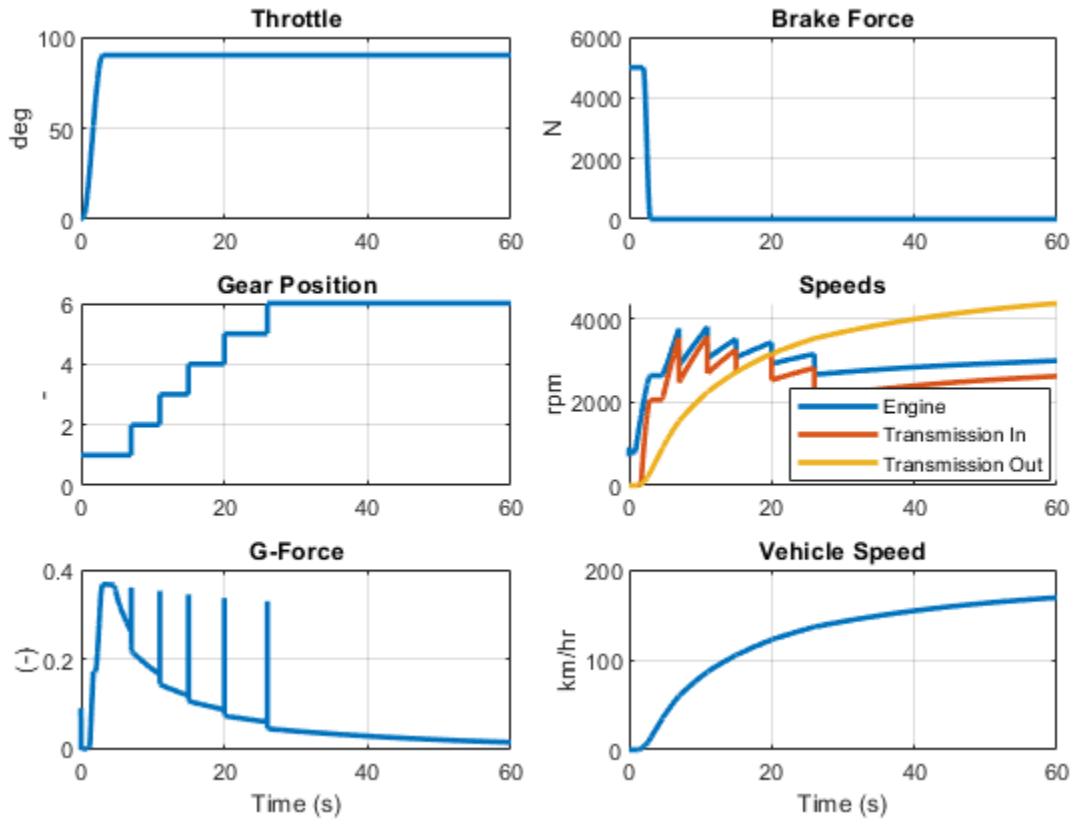 Throttle
100
50
0
deg
0 20 40 60
Brake Force
6000
4000
2000
0
N
0 20 40 60
Gear Position
6
4
2
0
-
0 20 40 60
Speeds
4000
2000
0
rpm
Engine
Transmission In
Transmission Out
0 20 40 60
G-Force
0.4
0.2
0
(-)
0 20 40 60
Time (s)
Vehicle Speed
200
100
0
km/hr
0 20 40 60
Time (s)